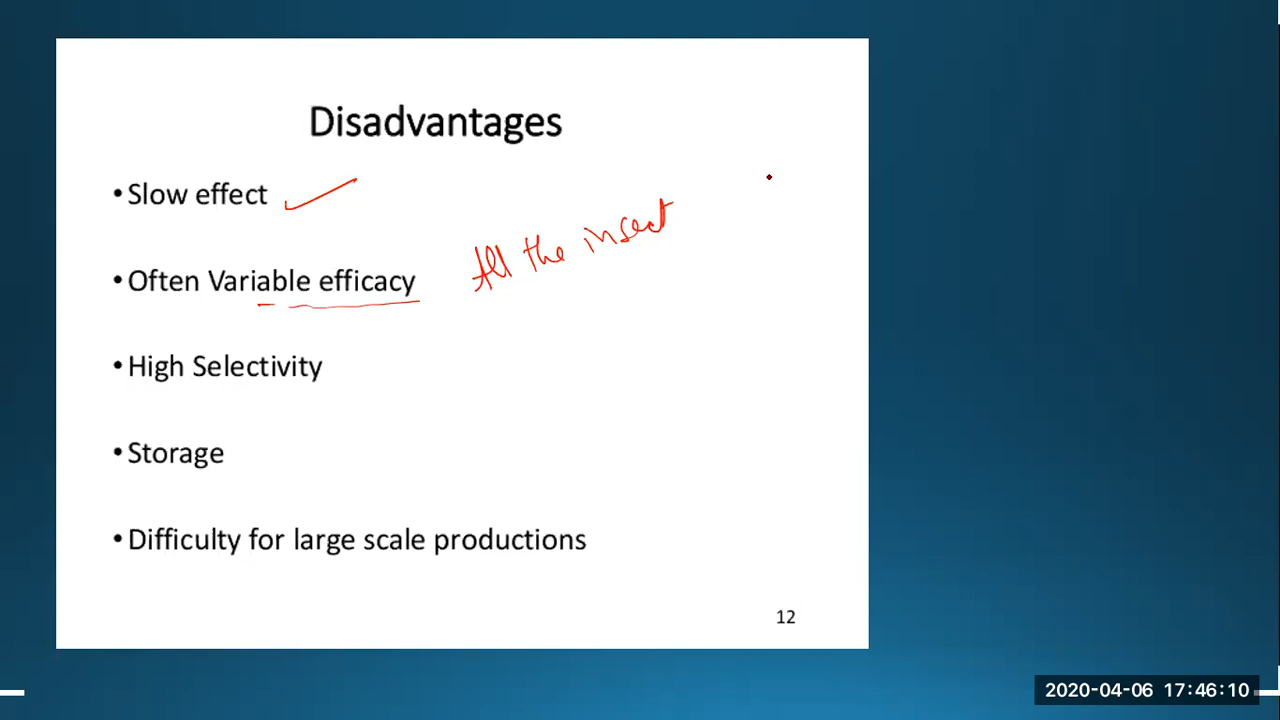 Disadvantages
• Slow effect
All the insect
• Often Variable efficacy
• High Selectivity
• Storage
• Difficulty for large scale productions
12
2020-04-06 17:46:10